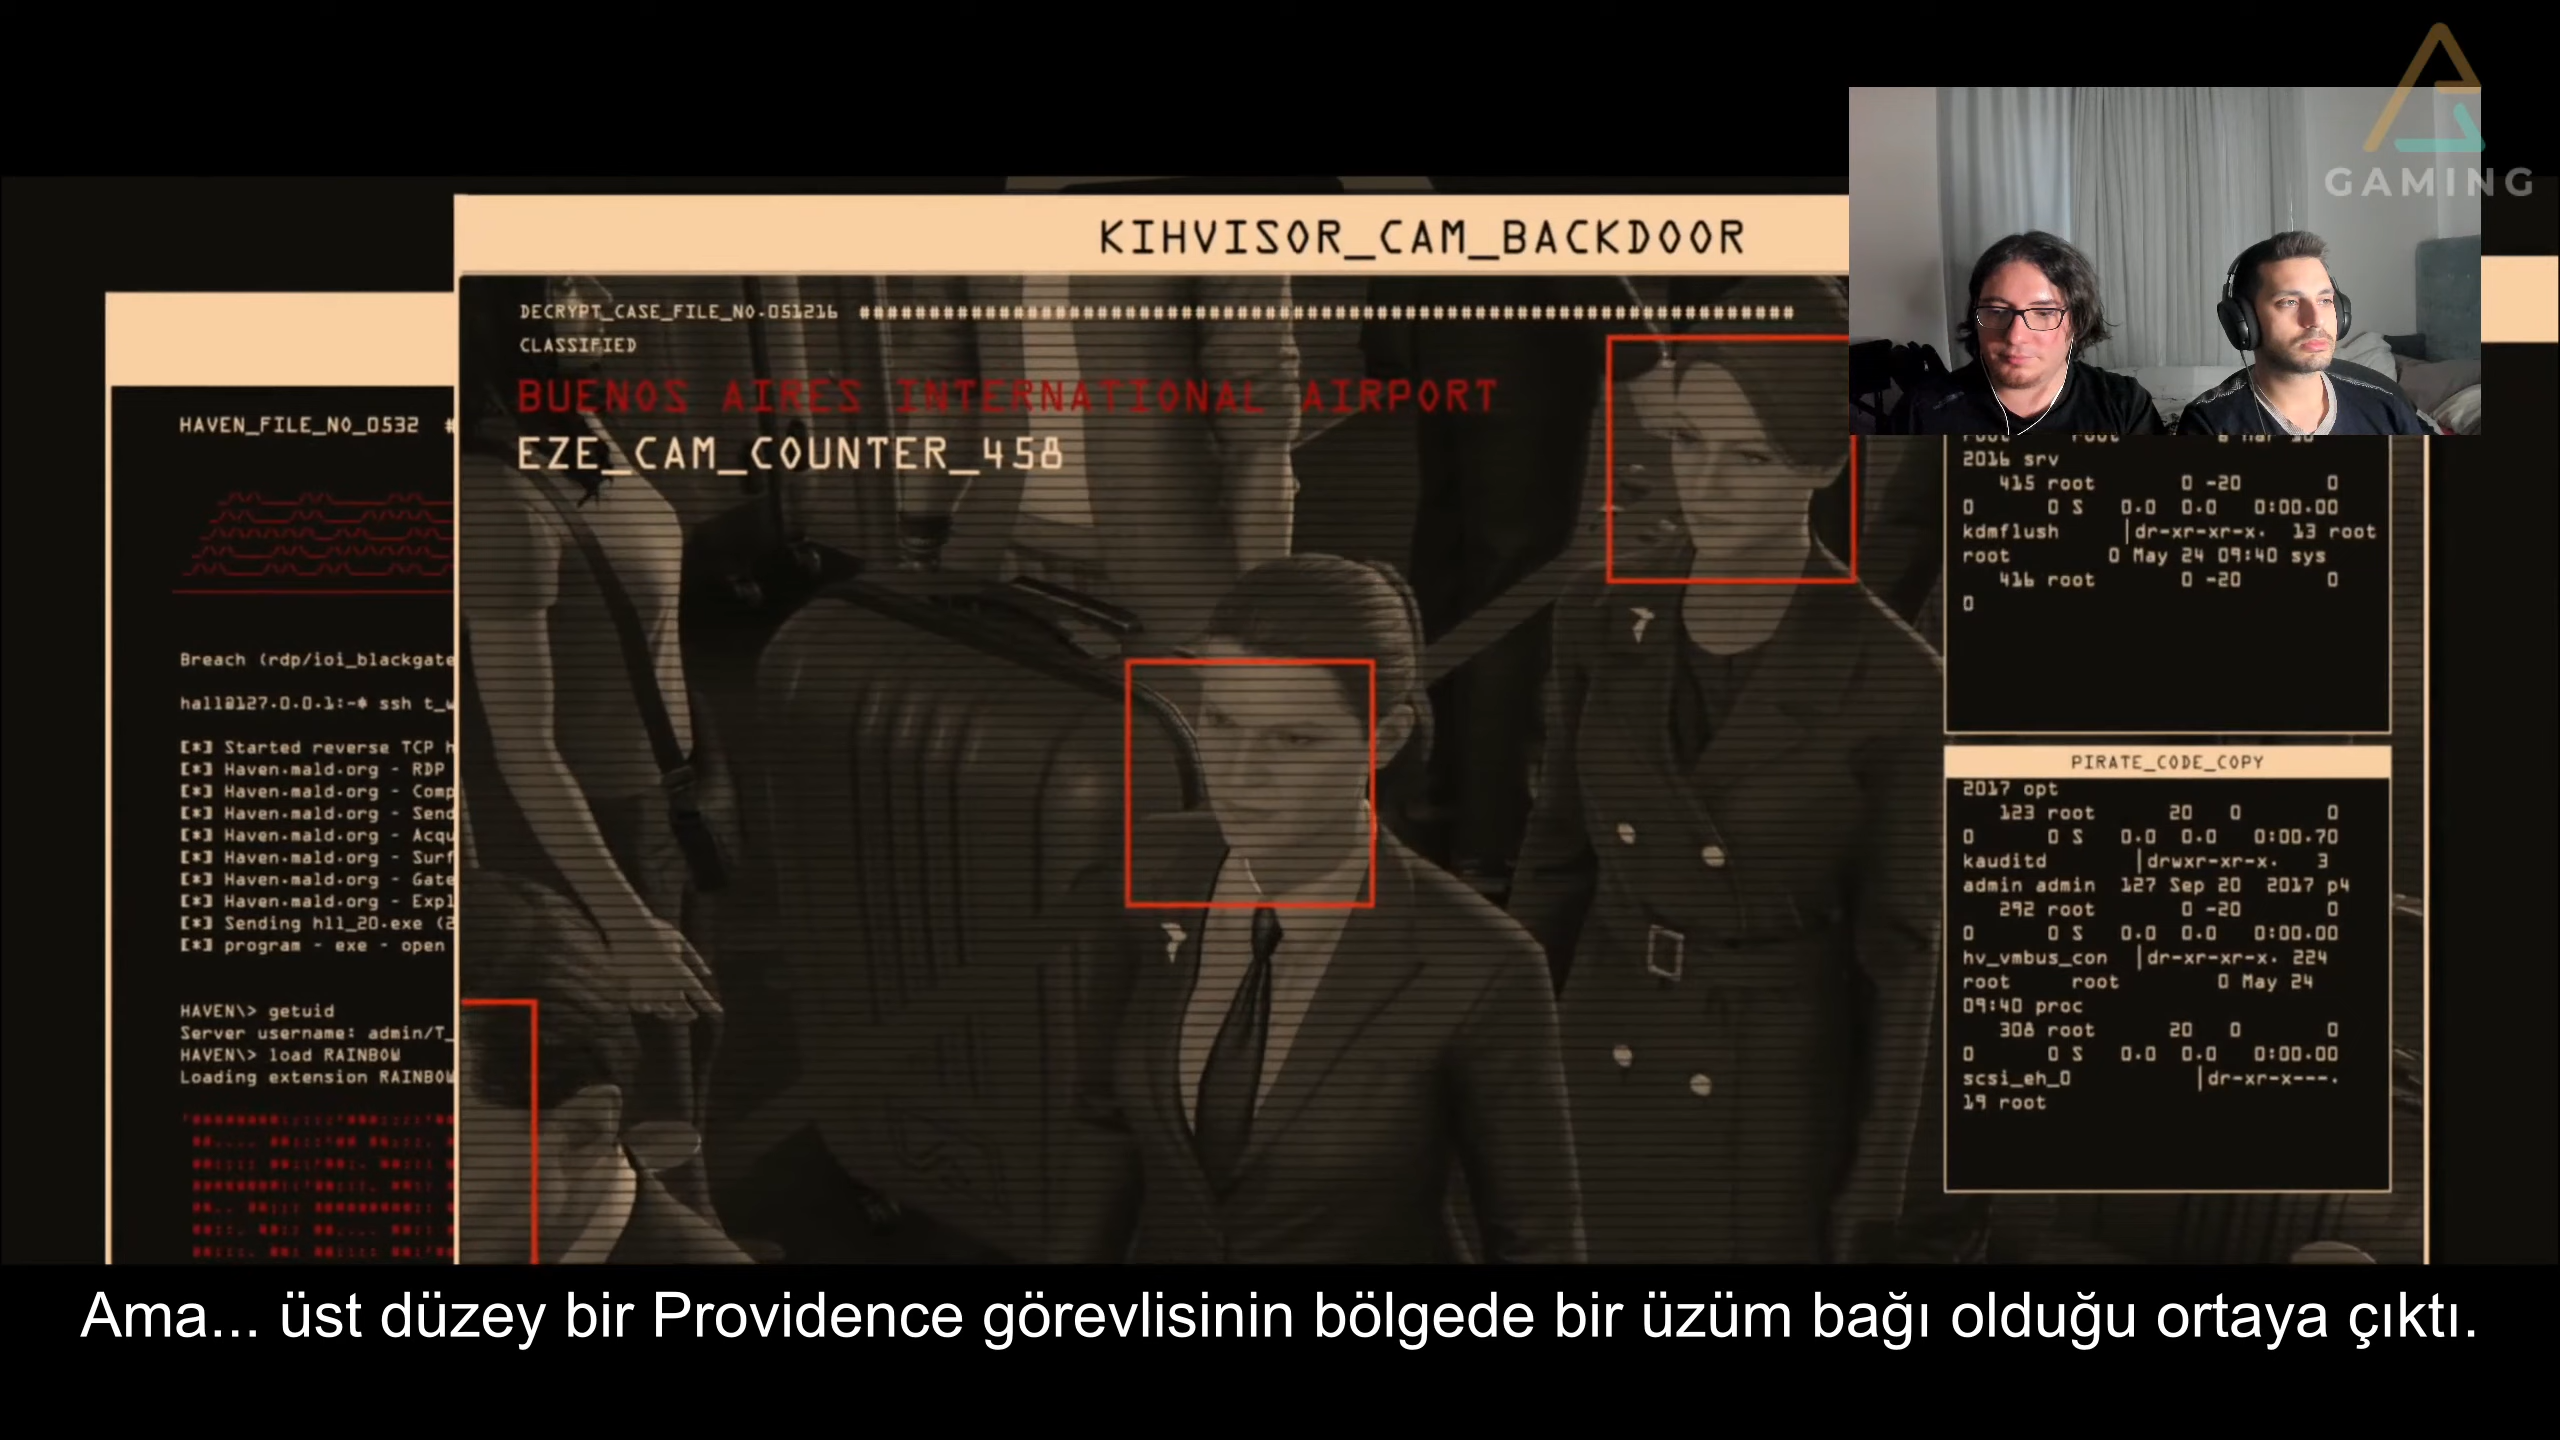 GAMING
KIHVISOR_CAM_BACKDOOR
DECRYPT_CASE_FILE_NO.051216 ################################################################################
CLASSIFIED
BUENOS AIRES INTERNATIONAL AIRPORT
EZE_CAM_COUNTER_458
HAVEN_FILE_NO_0532 #
Breach (rdp/ioi_blackgate
hall@127.0.0.1:~# ssh t_w
[*] Started reverse TCP h
[*] Haven.mald.org - RDP
[*] Haven.mald.org - Comp
[*] Haven.mald.org - Send
[*] Haven.mald.org - Acqu
[*] Haven.mald.org - Surf
[*] Haven.mald.org - Gate
[*] Haven.mald.org - Expl
[*] Sending hll_20.exe (2
[*] program - exe - open
HAVEN\> getuid
Server username: admin/T_
HAVEN\> load RAINBOW
Loading extension RAINBOW
2016 srv
415 root 0 -20 0
0 0 S 0.0 0.0 0:00.00
kdmflush |dr-xr-xr-x. 13 root
root 0 May 24 09:40 sys
416 root 0 -20 0
0
PIRATE_CODE_COPY
2017 opt
123 root 20 0 0
0 0 S 0.0 0.0 0:00.70
kauditd |drwxr-xr-x. 3
admin admin 127 Sep 20 2017 p4
292 root 0 -20 0
0 0 S 0.0 0.0 0:00.00
hv_vmbus_con |dr-xr-xr-x. 224
root root 0 May 24
09:40 proc
308 root 20 0 0
0 0 S 0.0 0.0 0:00.00
scsi_eh_0 |dr-xr-x---.
19 root
Ama... üst düzey bir Providence görevlisinin bölgede bir üzüm bağı olduğu ortaya çıktı.